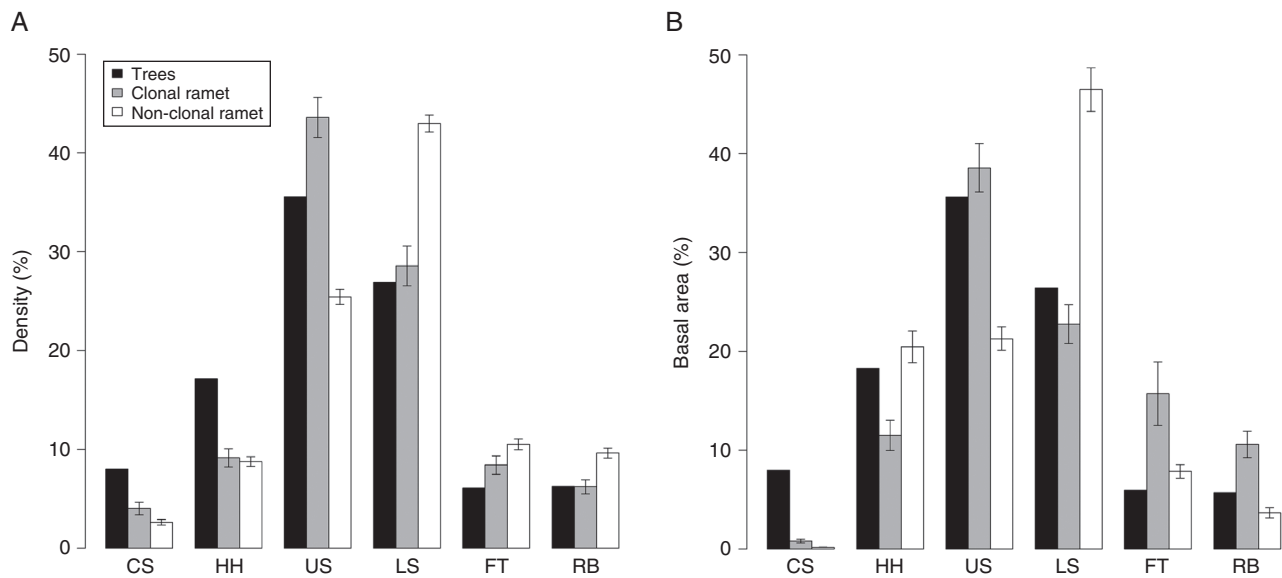 A
50
40
30
20
10
0
Density (%)
Trees
Clonal ramet
Non-clonal ramet
CS HH US LS FT RB
B
50
40
30
20
10
0
Basal area (%)
CS HH US LS FT RB